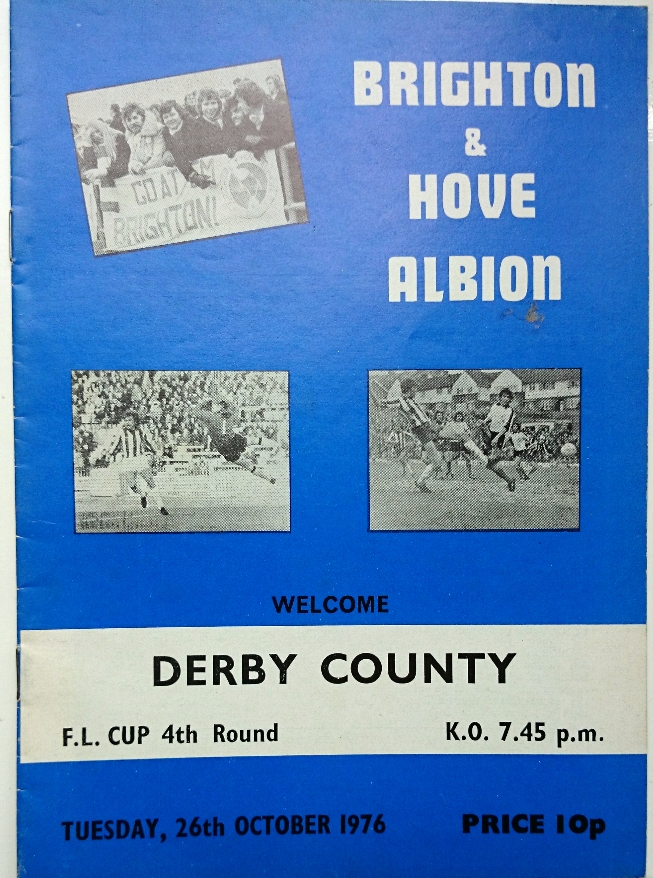 BRIGHTON
&
HOVE
ALBION
GO AT
BRIGHTON!
WELCOME
DERBY COUNTY
F.L. CUP 4th Round
K.O. 7.45 p.m.
TUESDAY, 26th OCTOBER 1976
PRICE 10p